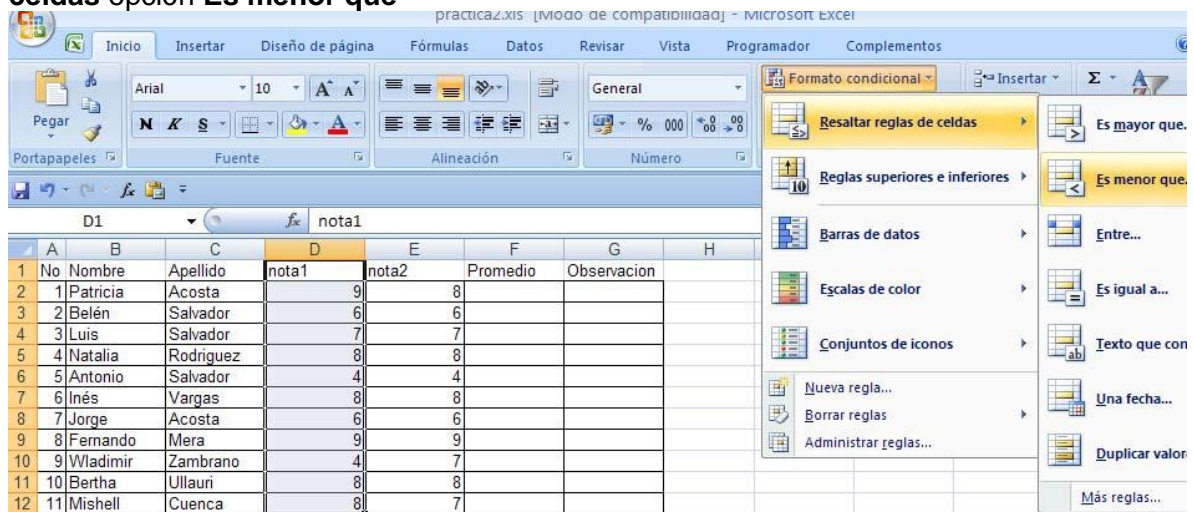 celdas opción Es menor que
practica2.xls [Modo de compatibilidad] - Microsoft Excel
Inicio Insertar Diseño de página Fórmulas Datos Revisar Vista Programador Complementos
Pegar
Arial 10 A A
N K S A
General
% 000
Formato condicional
Insertar
Σ
Portapapeles Fuente Alineación Número
Resaltar reglas de celdas
Reglas superiores e inferiores
Barras de datos
Escalas de color
Conjuntos de iconos
Nueva regla...
Borrar reglas
Administrar reglas...
Es mayor que.
Es menor que.
Entre...
Es igual a...
Texto que con
Una fecha...
Duplicar valor
Más reglas...
D1 fx nota1
A B C D E F G H
1 No Nombre Apellido nota1 nota2 Promedio Observacion
2 1 Patricia Acosta 9 8
3 2 Belén Salvador 6 6
4 3 Luis Salvador 7 7
5 4 Natalia Rodriguez 8 8
6 5 Antonio Salvador 4 4
7 6 Inés Vargas 8 8
8 7 Jorge Acosta 6 6
9 8 Fernando Mera 9 9
10 9 Wladimir Zambrano 4 7
11 10 Bertha Ullauri 8 8
12 11 Mishell Cuenca 8 7